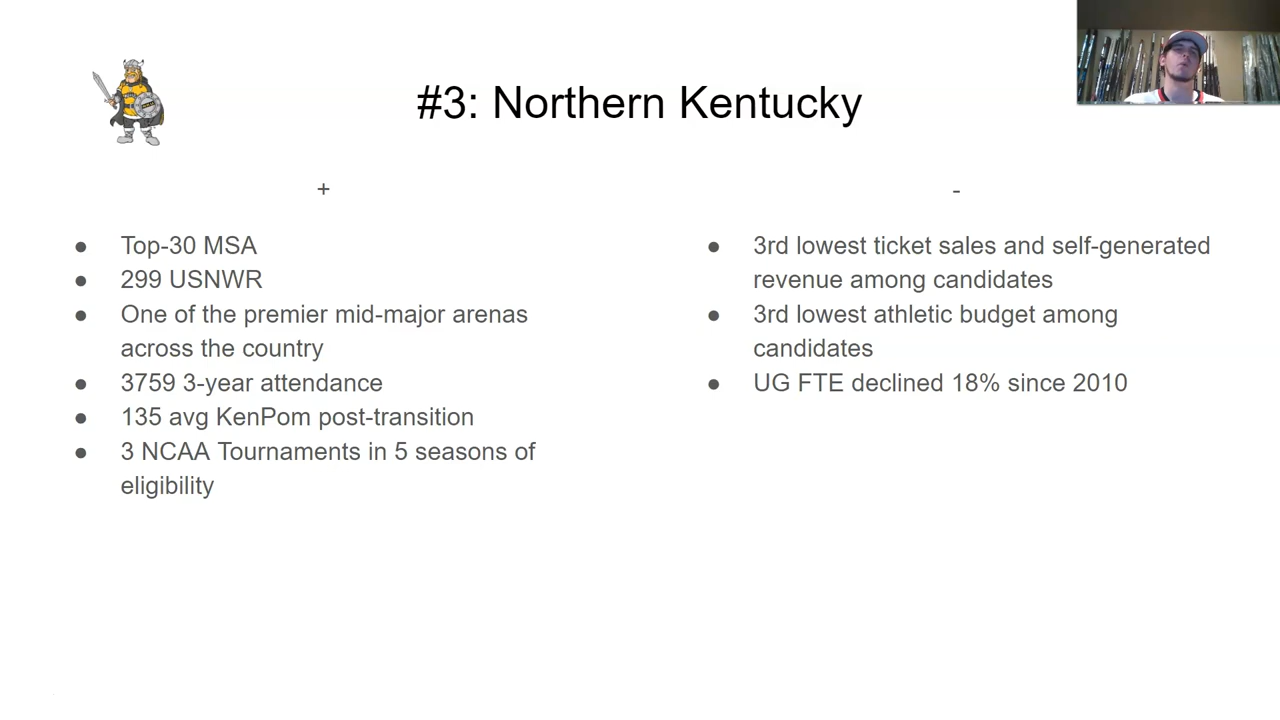 #3: Northern Kentucky
+
● Top-30 MSA
● 299 USNWR
● One of the premier mid-major arenas
across the country
● 3759 3-year attendance
● 135 avg KenPom post-transition
● 3 NCAA Tournaments in 5 seasons of
eligibility
-
● 3rd lowest ticket sales and self-generated
revenue among candidates
● 3rd lowest athletic budget among
candidates
● UG FTE declined 18% since 2010